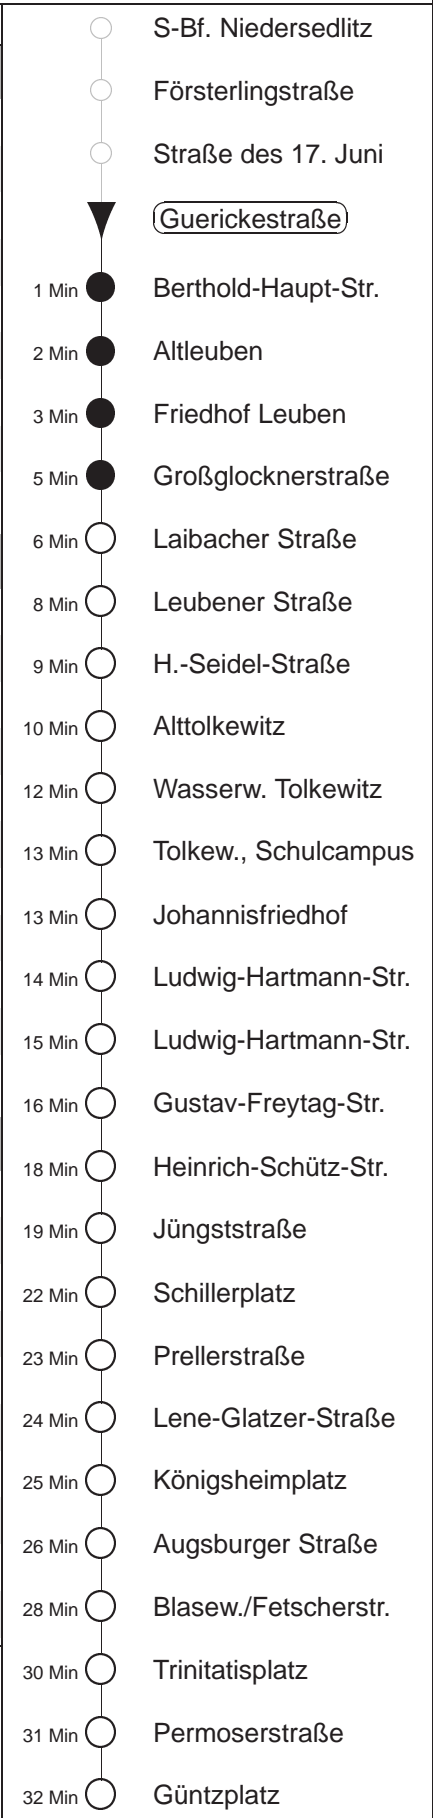 S-Bf. Niedersedlitz
Försterlingstraße
Straße des 17. Juni
Guerickestraße
1 Min Berthold-Haupt-Str.
2 Min Altleuben
3 Min Friedhof Leuben
5 Min Großglocknerstraße
6 Min Laibacher Straße
8 Min Leubener Straße
9 Min H.-Seidel-Straße
10 Min Alttolkewitz
12 Min Wasserw. Tolkewitz
13 Min Tolkew., Schulcampus
13 Min Johannisfriedhof
14 Min Ludwig-Hartmann-Str.
15 Min Ludwig-Hartmann-Str.
16 Min Gustav-Freytag-Str.
18 Min Heinrich-Schütz-Str.
19 Min Jüngststraße
22 Min Schillerplatz
23 Min Prellerstraße
24 Min Lene-Glatzer-Straße
25 Min Königsheimplatz
26 Min Augsburger Straße
28 Min Blasew./Fetscherstr.
30 Min Trinitatisplatz
31 Min Permoserstraße
32 Min Güntzplatz